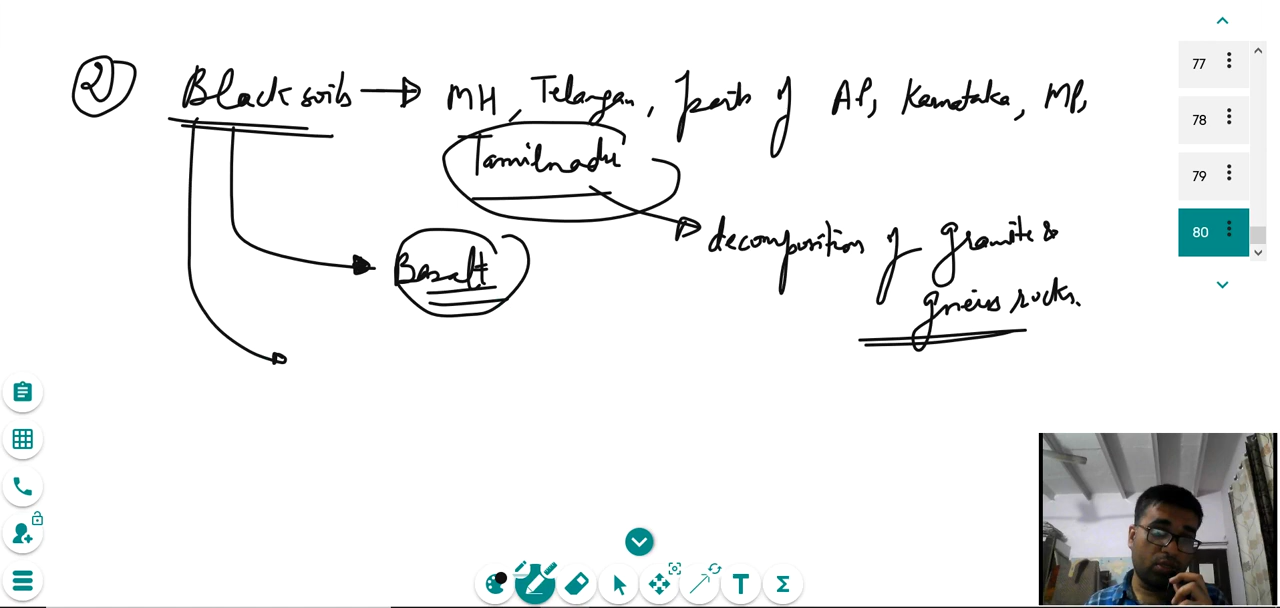 2) Black soils → MH, Telangan, parts of AP, Karnataka, MP,
Tamilnadu
→ decomposition of granite &
gneiss rocks.
Basalt
77
78
79
80
T
Σ